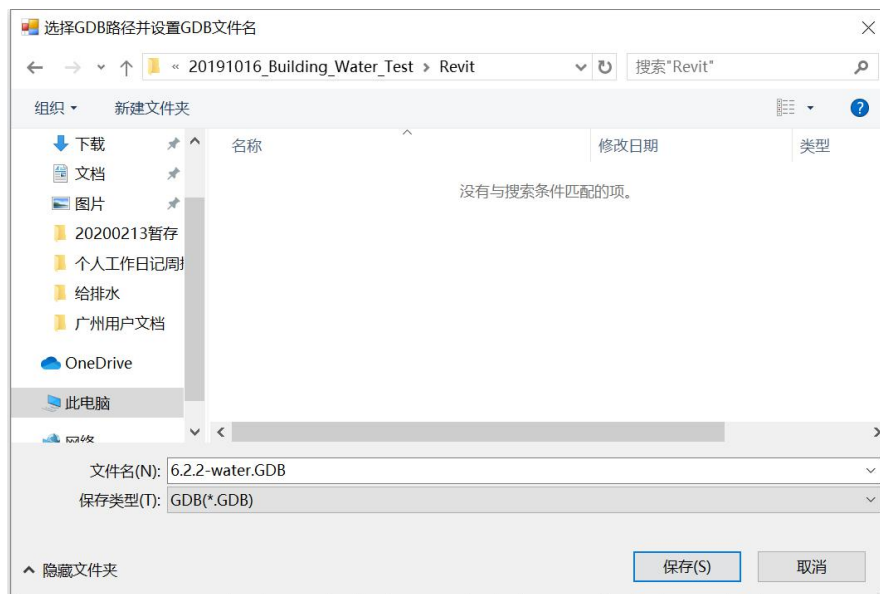 选择GDB路径并设置GDB文件名
« 20191016_Building_Water_Test › Revit
搜索"Revit"
组织
新建文件夹
下载
文档
图片
20200213暂存
个人工作日记周
给排水
广州用户文档
OneDrive
此电脑
网络
名称
修改日期
类型
没有与搜索条件匹配的项。
文件名(N): 6.2.2-water.GDB
保存类型(T): GDB(*.GDB)
隐藏文件夹
保存(S)
取消